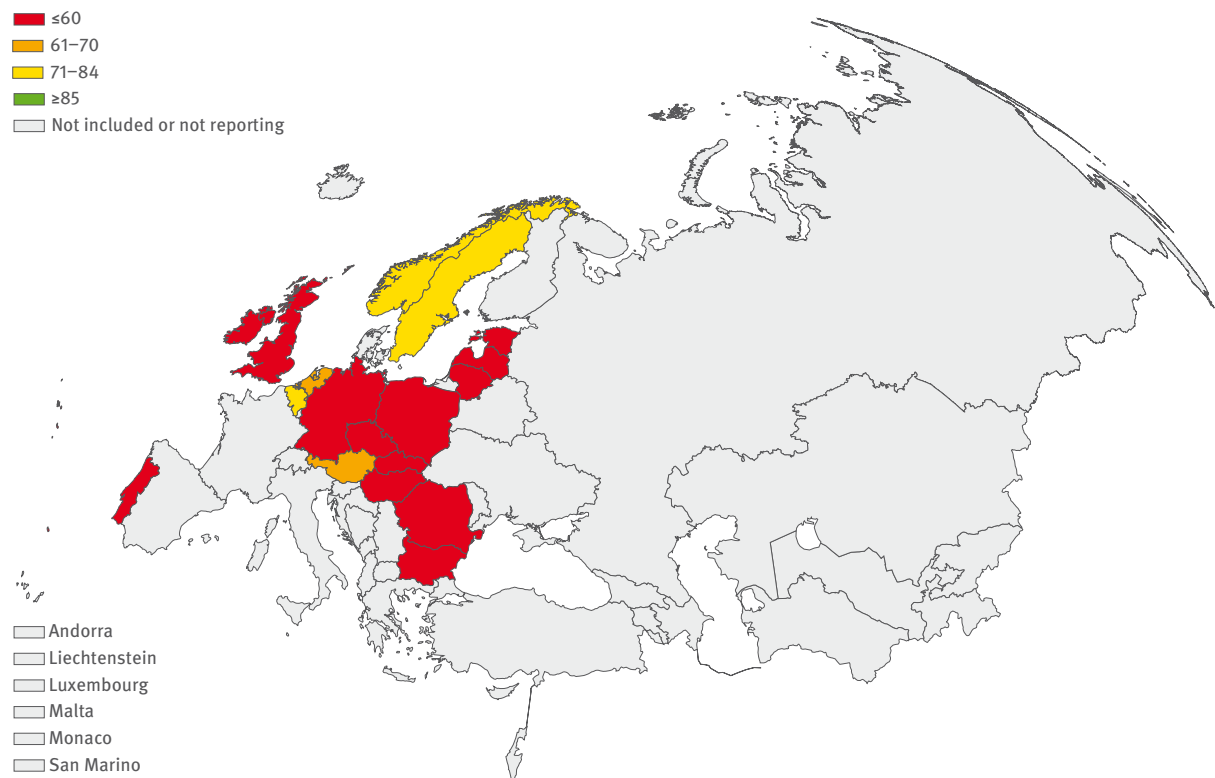 ≤60
61–70
71–84
≥85
Not included or not reporting
Andorra
Liechtenstein
Luxembourg
Malta
Monaco
San Marino